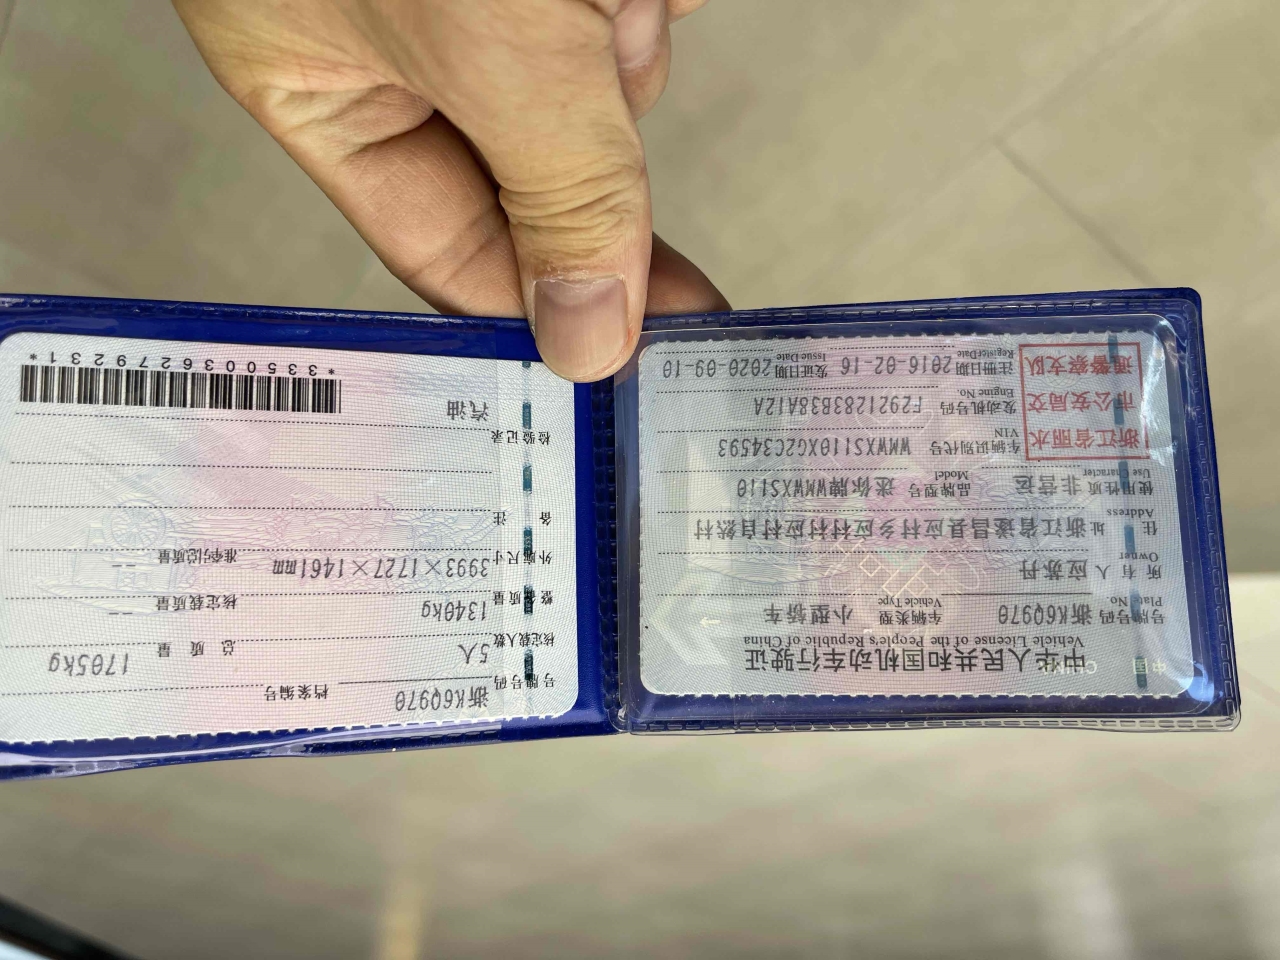 中华人民共和国机动车行驶证
Vehicle License of the People's Republic of China
号牌号码 浙K6Q970 车辆类型 小型轿车
Plate No. Vehicle Type
所有人 应苏丹
Owner
住址 浙江省遂昌县应村乡应村村应村自然村
Address
使用性质 非营运 品牌型号 迷你牌WMWXS110
Use Character Model
浙江省丽水市公安局交通警察支队
车辆识别代号 WMWXS110XG2C34593
VIN
发动机号码 F2921283B38A12A
Engine No.
注册日期 2016-02-16 发证日期 2020-09-10
Register Date Issue Date
中国 CHINA
号牌号码 浙K6Q970 档案编号
核定载人数 5人 总质量 1705kg
整备质量 1340kg 核定载质量 --
外廓尺寸 3993×1727×1461mm 准牵引总质量 --
备注
检验记录
汽油
*3350036279231*